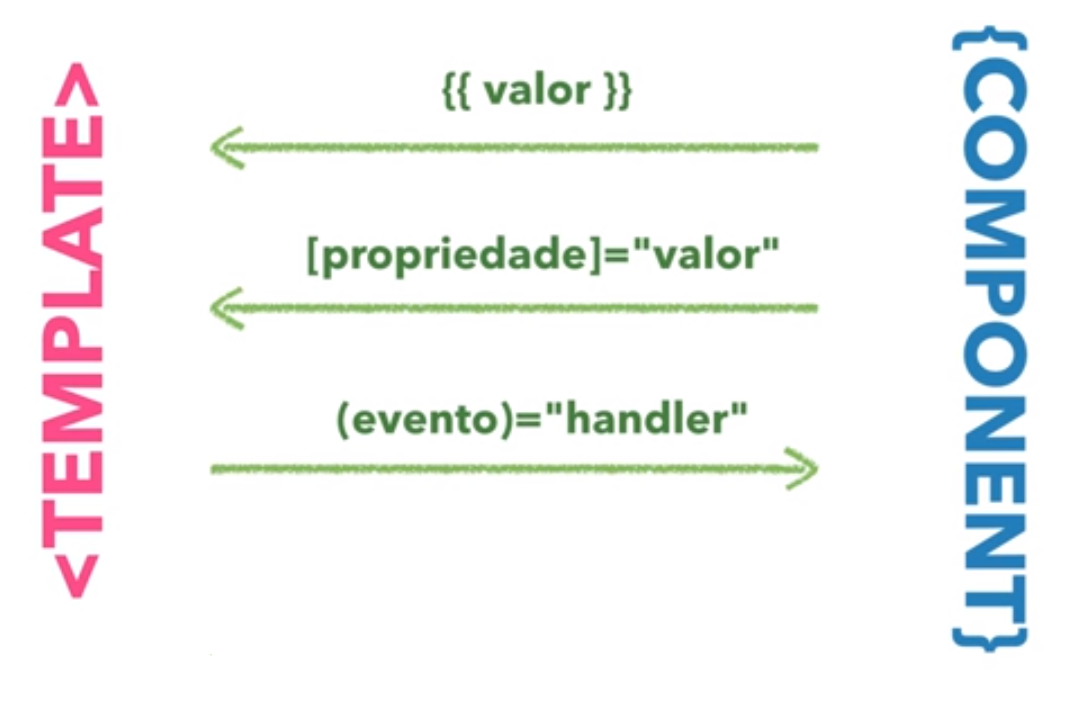 <TEMPLATE>
{{ valor }}
[propriedade]="valor"
(evento)="handler"
{COMPONENT}